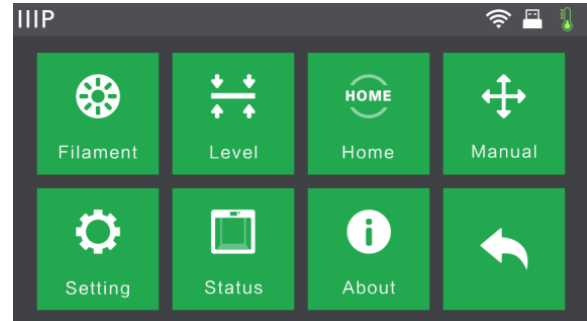 IIIP
Filament
Level
HOME
Home
Manual
Setting
Status
About